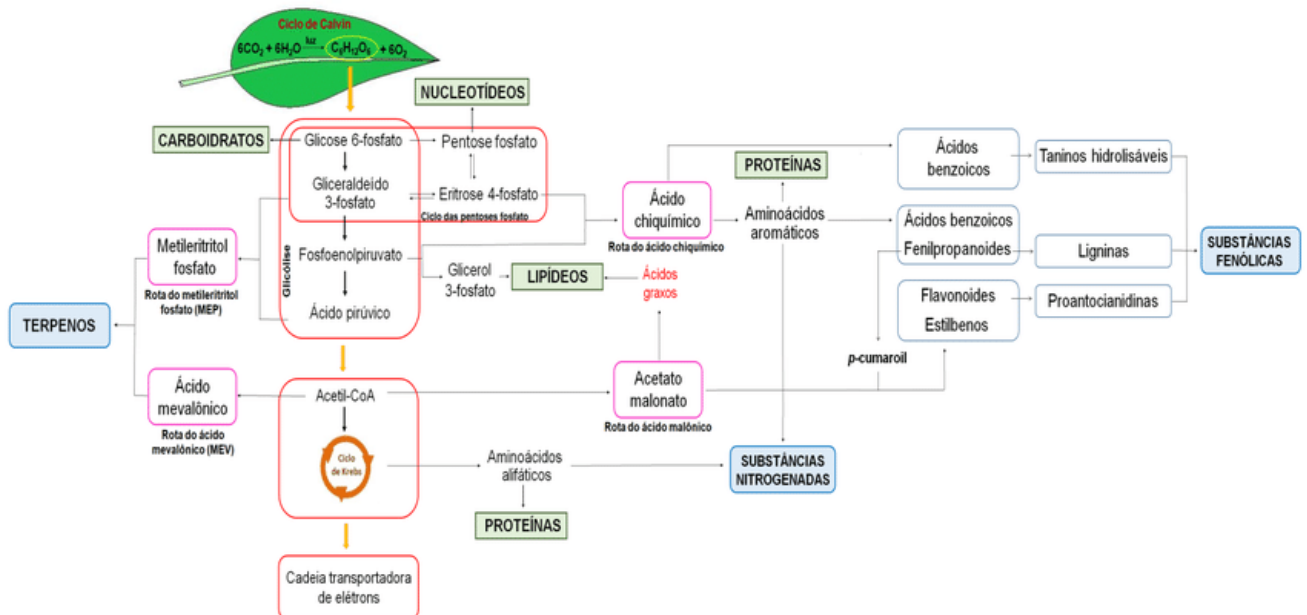 Ciclo de Calvin
6CO₂ + 6H₂O luz C₆H₁₂O₆ + 6O₂
NUCLEOTÍDEOS
CARBOIDRATOS
Glicose 6-fosfato
Pentose fosfato
Gliceraldeído
3-fosfato
Eritrose 4-fosfato
Ciclo das pentoses fosfato
Glicólise
Fosfoenolpiruvato
Ácido pirúvico
Glicerol
3-fosfato
LIPÍDEOS
Ácidos
graxos
Metileritritol
fosfato
Rota do metileritritol
fosfato (MEP)
TERPENOS
Ácido
mevalônico
Rota do ácido
mevalônico (MEV)
Acetil-CoA
Ciclo
de Krebs
Cadeia transportadora
de elétrons
Aminoácidos
alifáticos
PROTEÍNAS
Acetato
malonato
Rota do ácido malônico
Ácido
chiquímico
Rota do ácido chiquímico
PROTEÍNAS
Aminoácidos
aromáticos
SUBSTÂNCIAS
NITROGENADAS
Ácidos
benzoicos
Taninos hidrolisáveis
Ácidos benzoicos
Fenilpropanoides
Ligninas
Flavonoides
Estilbenos
Proantocianidinas
p-cumaroil
SUBSTÂNCIAS
FENÓLICAS